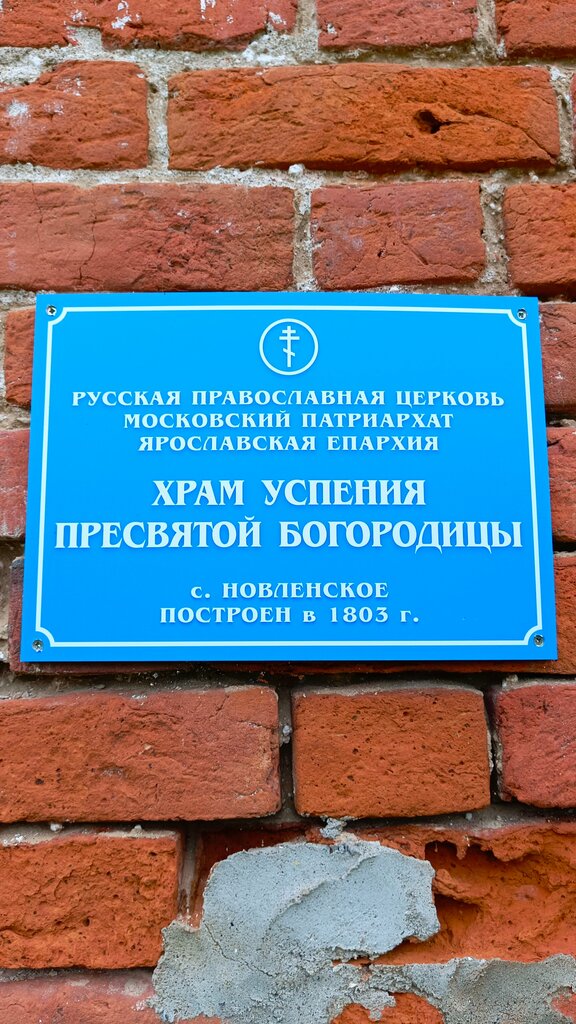 РУССКАЯ ПРАВОСЛАВНАЯ ЦЕРКОВЬ
МОСКОВСКИЙ ПАТРИАРХАТ
ЯРОСЛАВСКАЯ ЕПАРХИЯ
ХРАМ УСПЕНИЯ
ПРЕСВЯТОЙ БОГОРОДИЦЫ
с. НОВЛЕНСКОЕ
ПОСТРОЕН в 1803 г.